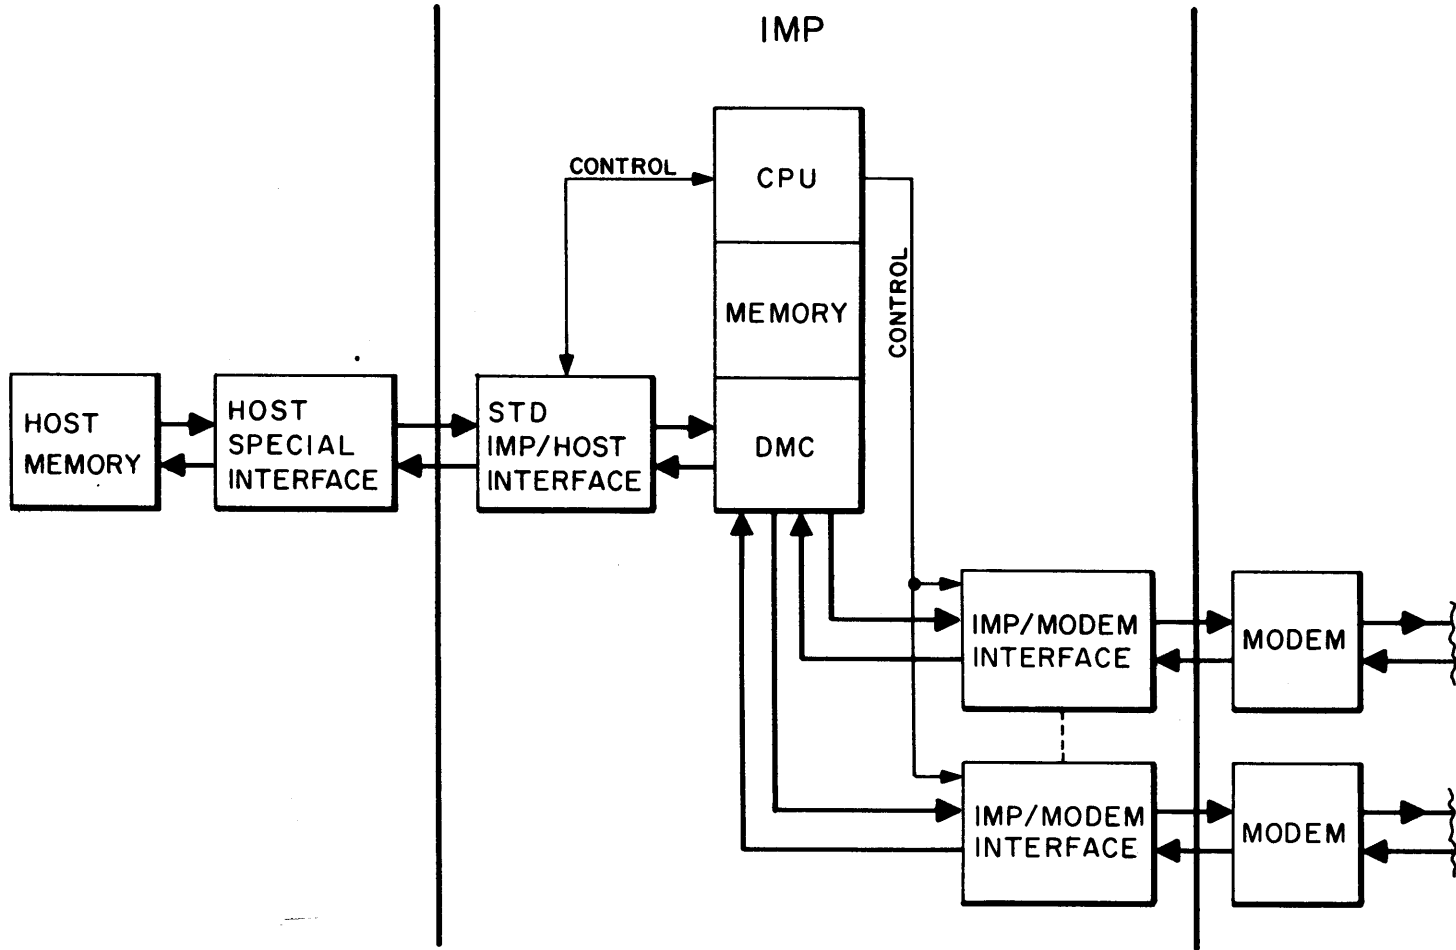 IMP
CONTROL
CPU
MEMORY
CONTROL
HOST
MEMORY
HOST
SPECIAL
INTERFACE
STD
IMP/HOST
INTERFACE
DMC
IMP/MODEM
INTERFACE
MODEM
IMP/MODEM
INTERFACE
MODEM